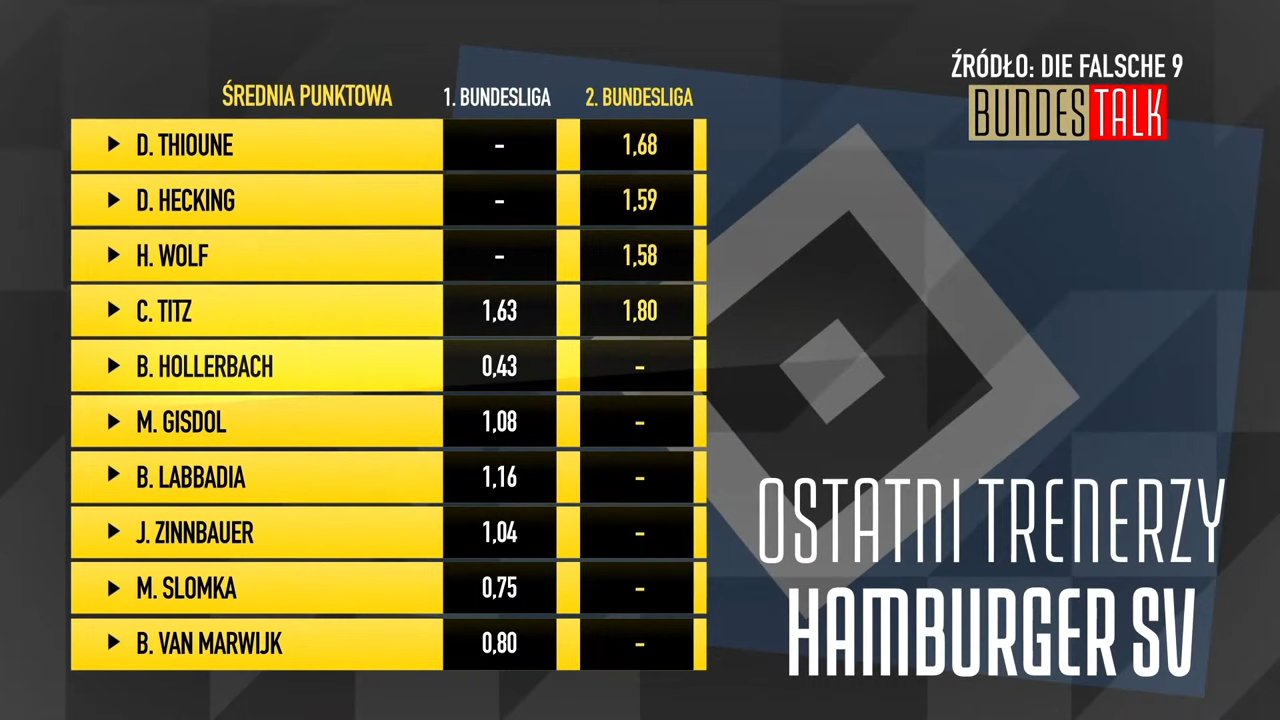 ŹRÓDŁO: DIE FALSCHE 9
BUNDESTALK
ŚREDNIA PUNKTOWA 1. BUNDESLIGA 2. BUNDESLIGA
D. THIOUNE - 1,68
D. HECKING - 1,59
H. WOLF - 1,58
C. TITZ 1,63 1,80
B. HOLLERBACH 0,43 -
M. GISDOL 1,08 -
B. LABBADIA 1,16 -
J. ZINNBAUER 1,04 -
M. SLOMKA 0,75 -
B. VAN MARWIJK 0,80 -
OSTATNI TRENERZY
HAMBURGER SV